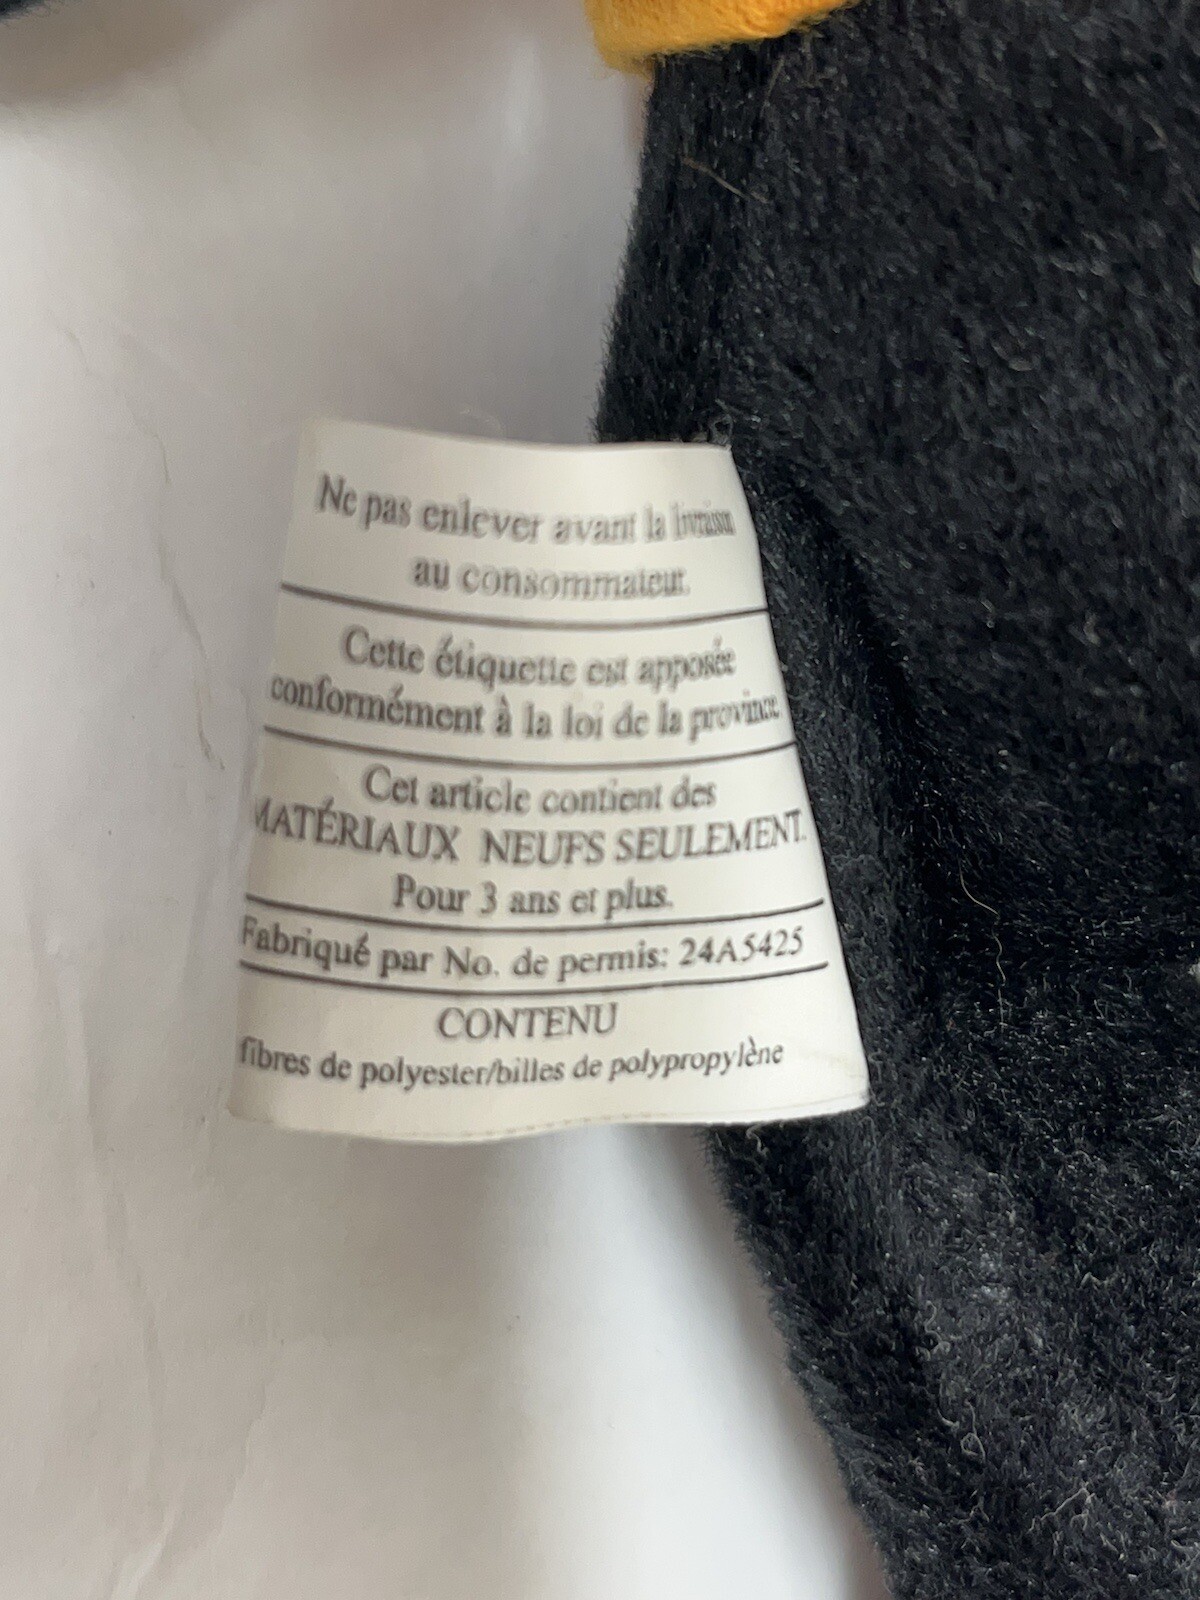 Ne pas enlever avant la livraison
au consommateur.
Cette étiquette est apposée
conformément à la loi de la province.
Cet article contient des
MATÉRIAUX NEUFS SEULEMENT.
Pour 3 ans et plus.
Fabriqué par No. de permis: 24A5425
CONTENU
fibres de polyester/billes de polypropylène